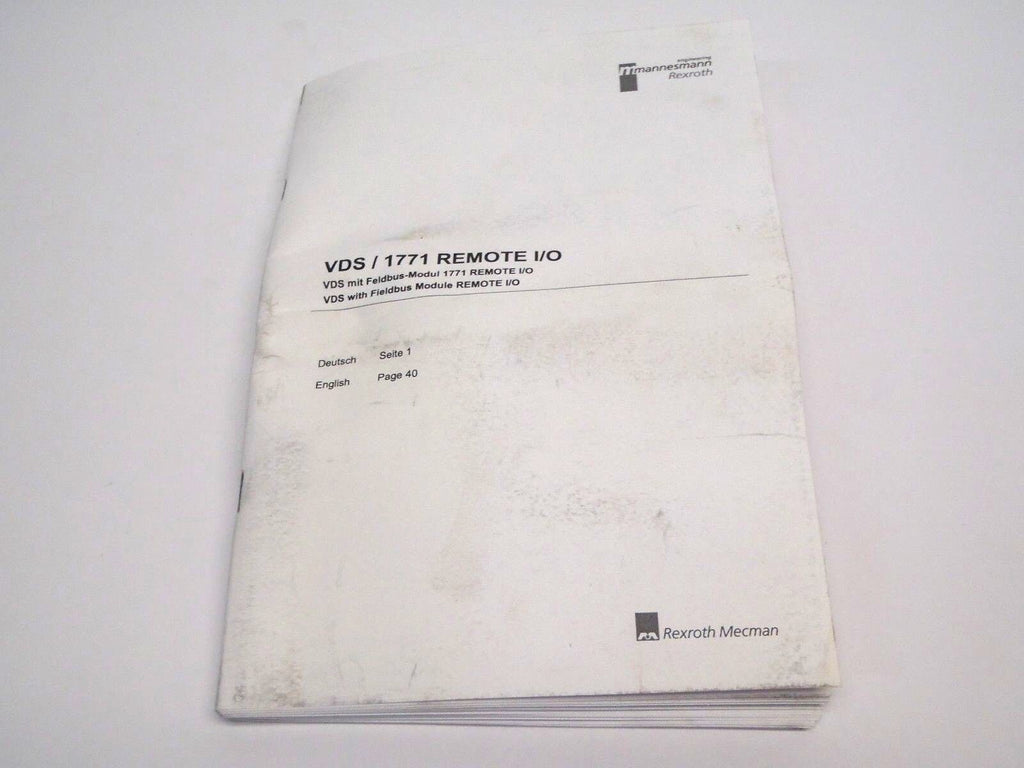 engineering
mannesmann
Rexroth
VDS / 1771 REMOTE I/O
VDS mit Feldbus-Modul 1771 REMOTE I/O
VDS with Fieldbus Module REMOTE I/O
Deutsch Seite 1
English Page 40
Rexroth Mecman